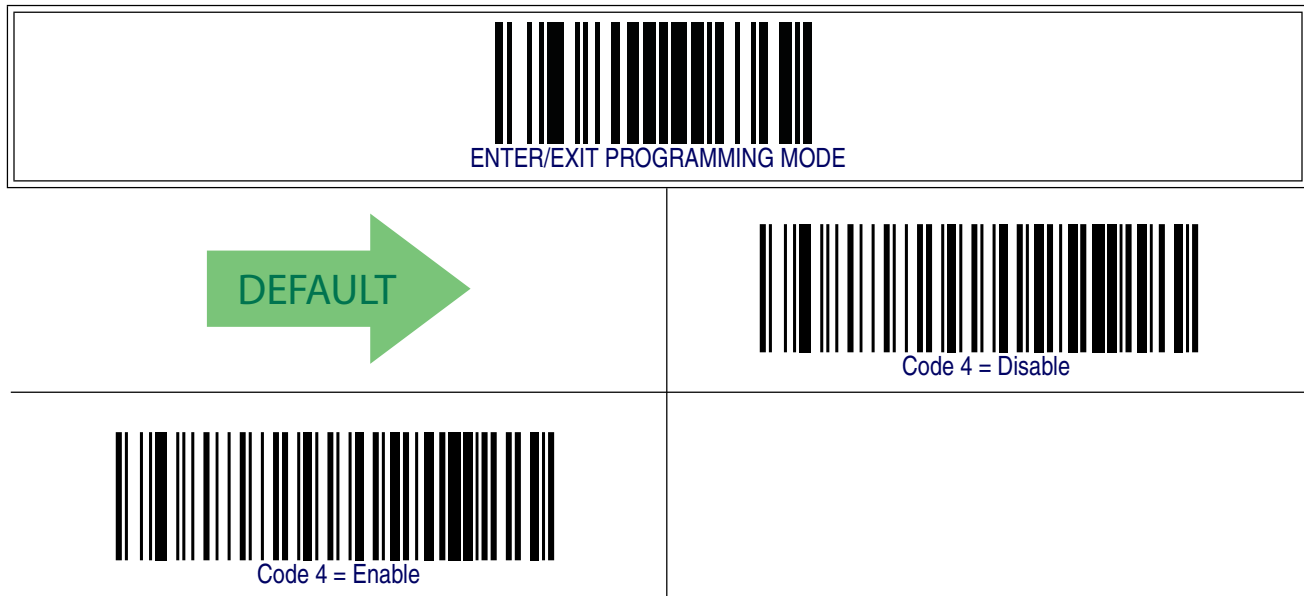 ENTER/EXIT PROGRAMMING MODE
DEFAULT
Code 4 = Disable
Code 4 = Enable